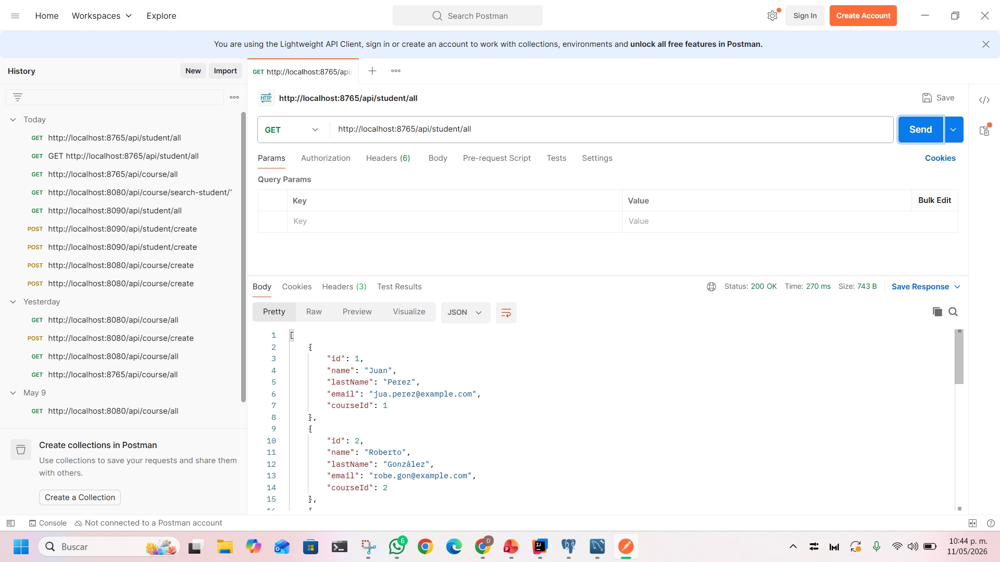 Home
Workspaces
Explore
Search Postman
Sign In
Create Account
You are using the Lightweight API Client, sign in or create an account to work with collections, environments and unlock all free features in Postman.
History
New
Import
GET http://localhost:8765/api/
HTTP http://localhost:8765/api/student/all
Save
GET
http://localhost:8765/api/student/all
Send
Params
Authorization
Headers (6)
Body
Pre-request Script
Tests
Settings
Cookies
Query Params
Key
Value
Bulk Edit
Key
Value
Today
GET http://localhost:8765/api/student/all
GET GET http://localhost:8765/api/student/all
GET http://localhost:8765/api/course/all
GET http://localhost:8080/api/course/search-student/
GET http://localhost:8090/api/student/all
POST http://localhost:8090/api/student/create
POST http://localhost:8090/api/student/create
POST http://localhost:8080/api/course/create
POST http://localhost:8080/api/course/create
Yesterday
GET http://localhost:8080/api/course/all
POST http://localhost:8080/api/course/create
GET http://localhost:8080/api/course/all
GET http://localhost:8765/api/course/all
May 9
GET http://localhost:8080/api/course/all
Create collections in Postman
Use collections to save your requests and share them
with others.
Create a Collection
Body
Cookies
Headers (3)
Test Results
Status: 200 OK
Time: 270 ms
Size: 743 B
Save Response
Pretty
Raw
Preview
Visualize
JSON
1 [
2 {
3 "id": 1,
4 "name": "Juan",
5 "lastName": "Perez",
6 "email": "jua.perez@example.com",
7 "courseId": 1
8 },
9 {
10 "id": 2,
11 "name": "Roberto",
12 "lastName": "González",
13 "email": "robe.gon@example.com",
14 "courseId": 2
15 },
Console
Not connected to a Postman account
Buscar
6
D
10:44 p. m.
11/05/2026